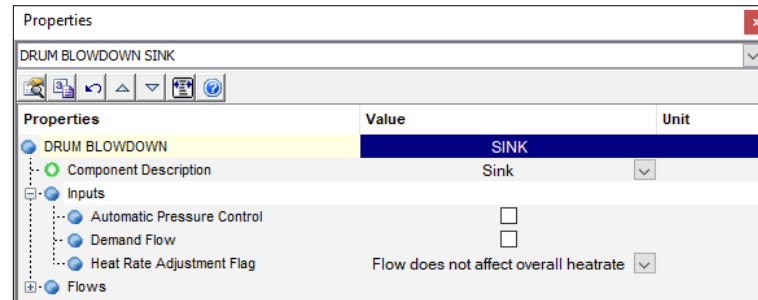 Properties
DRUM BLOWDOWN SINK
Properties Value Unit
DRUM BLOWDOWN SINK
Component Description Sink
Inputs
Automatic Pressure Control
Demand Flow
Heat Rate Adjustment Flag Flow does not affect overall heatrate
Flows